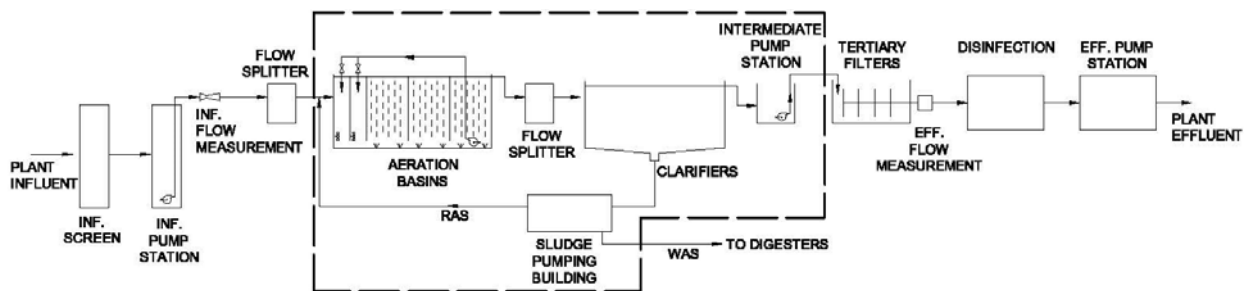 PLANT
INFLUENT
INF.
SCREEN
INF.
PUMP
STATION
INF.
FLOW
MEASUREMENT
FLOW
SPLITTER
AERATION
BASINS
FLOW
SPLITTER
CLARIFIERS
RAS
SLUDGE
PUMPING
BUILDING
WAS
TO DIGESTERS
INTERMEDIATE
PUMP
STATION
TERTIARY
FILTERS
EFF.
FLOW
MEASUREMENT
DISINFECTION
EFF. PUMP
STATION
PLANT
EFFLUENT